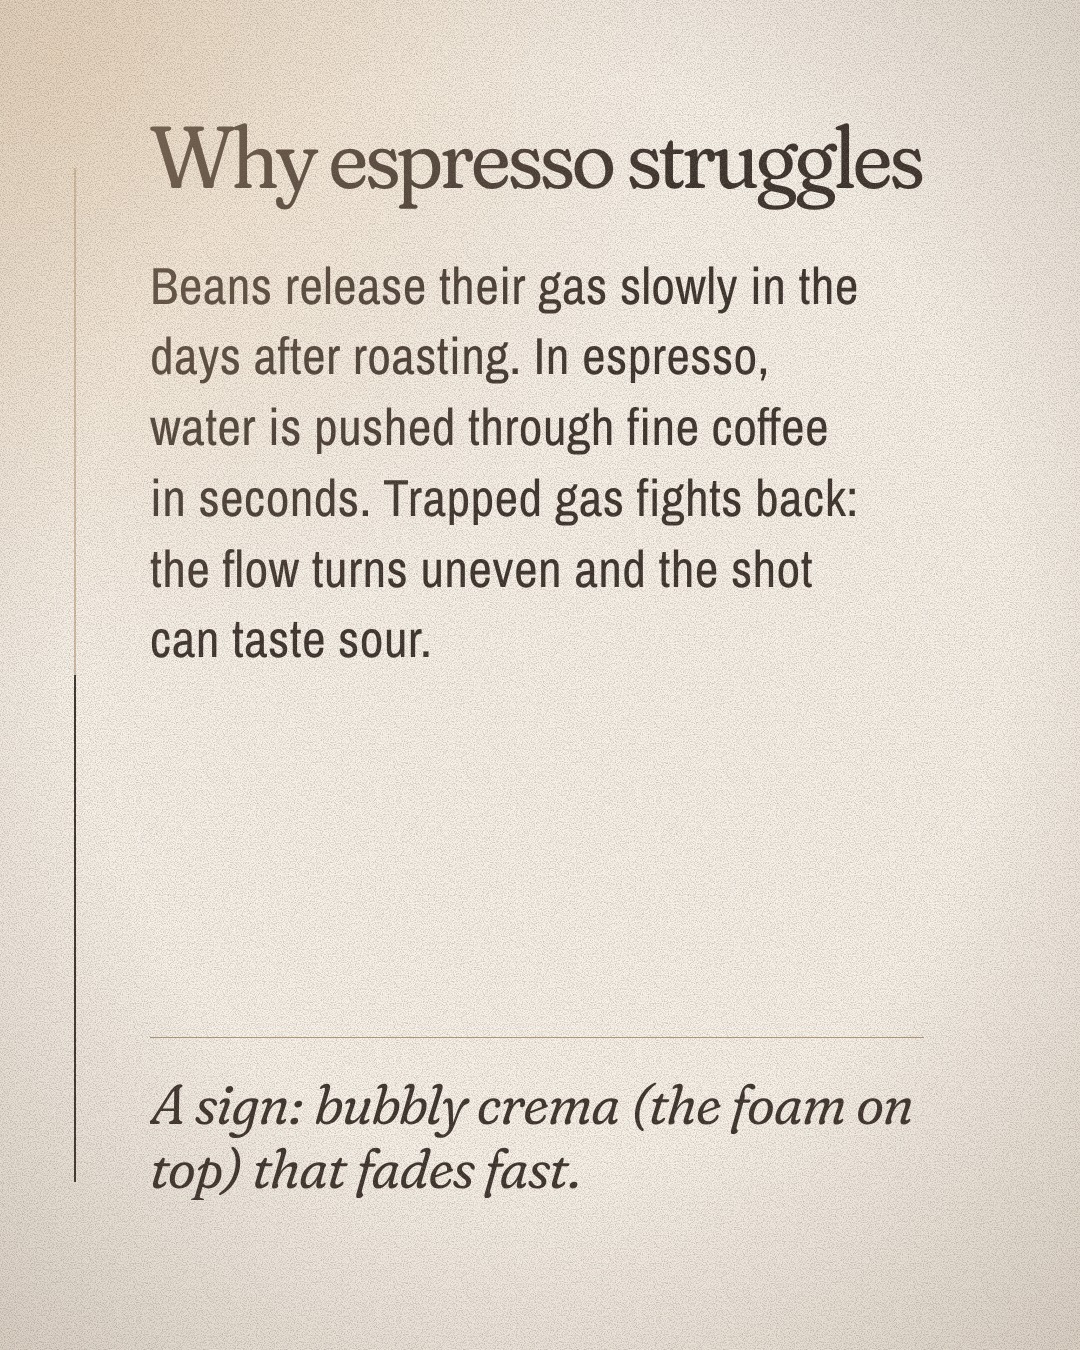 Why espresso struggles
Beans release their gas slowly in the
days after roasting. In espresso,
water is pushed through fine coffee
in seconds. Trapped gas fights back:
the flow turns uneven and the shot
can taste sour.
A sign: bubbly crema (the foam on
top) that fades fast.